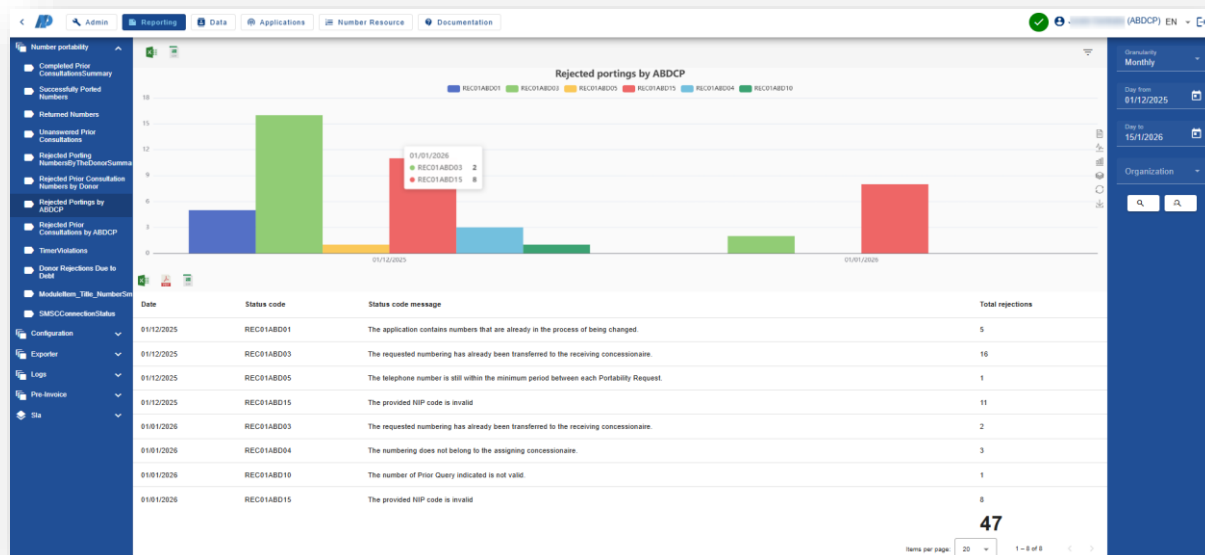 Admin Reporting Data Applications Number Resource Documentation (ABDCP) EN
Number portability
Completed Prior
ConsultationsSummary
Successfully Ported
Numbers
Returned Numbers
Unanswered Prior
Consultations
Rejected Porting
NumbersByTheDonorSumma
Rejected Prior Consultation
Numbers by Donor
Rejected Portings by
ABDCP
Rejected Prior
Consultations by ABDCP
TimerViolations
Donor Rejections Due to
Debt
ModuleItem_Title_NumberSm
SMSCConnectionStatus
Configuration
Exporter
Logs
Pre-Invoice
Sla
Rejected portings by ABDCP
REC01ABD01 REC01ABD03 REC01ABD05 REC01ABD15 REC01ABD04 REC01ABD10
18
15
12
9
6
3
0
01/01/2026
REC01ABD03 2
REC01ABD15 8
01/12/2025 01/01/2026
Date Status code Status code message Total rejections
01/12/2025 REC01ABD01 The application contains numbers that are already in the process of being changed. 5
01/12/2025 REC01ABD03 The requested numbering has already been transferred to the receiving concessionaire. 16
01/12/2025 REC01ABD05 The telephone number is still within the minimum period between each Portability Request. 1
01/12/2025 REC01ABD15 The provided NIP code is invalid 11
01/01/2026 REC01ABD03 The requested numbering has already been transferred to the receiving concessionaire. 2
01/01/2026 REC01ABD04 The numbering does not belong to the assigning concessionaire. 3
01/01/2026 REC01ABD10 The number of Prior Query indicated is not valid. 1
01/01/2026 REC01ABD15 The provided NIP code is invalid 8
47
Items per page: 20 1 – 8 of 8
Granularity
Monthly
Day from
01/12/2025
Day to
15/1/2026
Organization